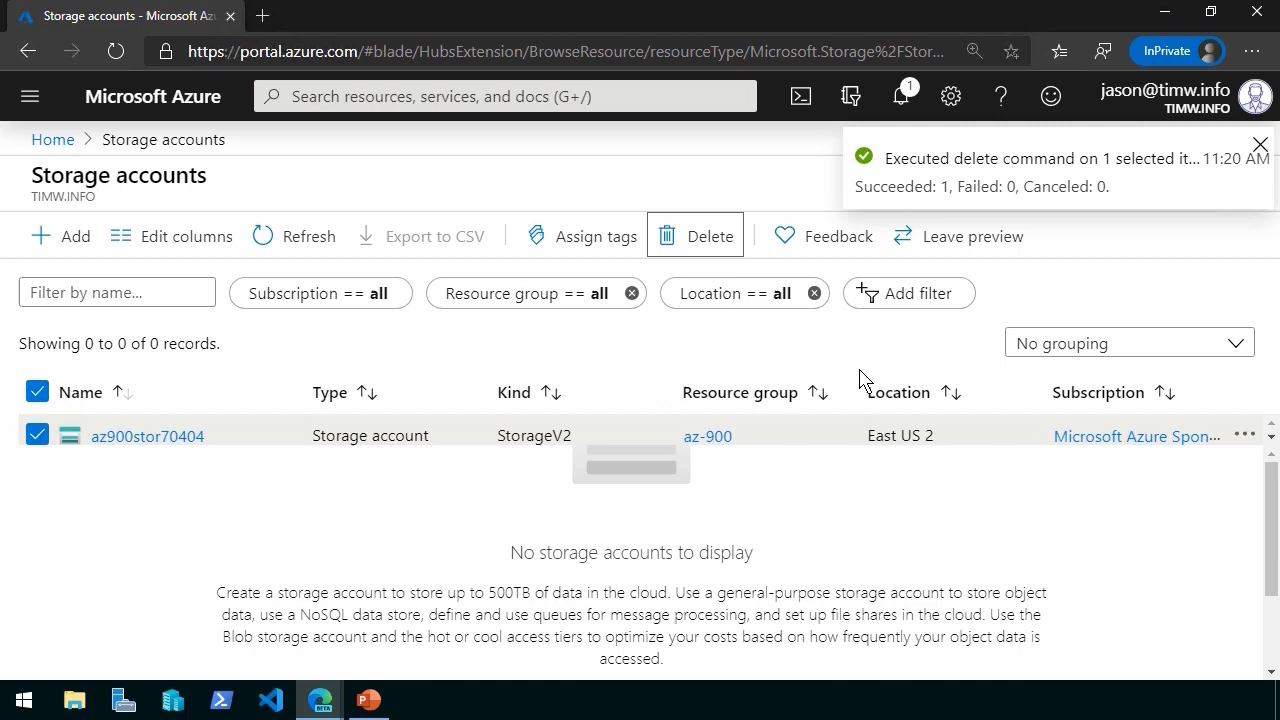 Storage accounts - Microsoft Azu
https://portal.azure.com/#blade/HubsExtension/BrowseResource/resourceType/Microsoft.Storage%2FStor...
InPrivate
Microsoft Azure
Search resources, services, and docs (G+/)
1
jason@timw.info
TIMW.INFO
Home > Storage accounts
Executed delete command on 1 selected it... 11:20 AM
Succeeded: 1, Failed: 0, Canceled: 0.
Storage accounts
TIMW.INFO
Add
Edit columns
Refresh
Export to CSV
Assign tags
Delete
Feedback
Leave preview
Filter by name...
Subscription == all
Resource group == all
Location == all
Add filter
Showing 0 to 0 of 0 records.
No grouping
Name
Type
Kind
Resource group
Location
Subscription
az900stor70404
Storage account
StorageV2
az-900
East US 2
Microsoft Azure Spon...
No storage accounts to display
Create a storage account to store up to 500TB of data in the cloud. Use a general-purpose storage account to store object
data, use a NoSQL data store, define and use queues for message processing, and set up file shares in the cloud. Use the
Blob storage account and the hot or cool access tiers to optimize your costs based on how frequently your object data is
accessed.
BETA